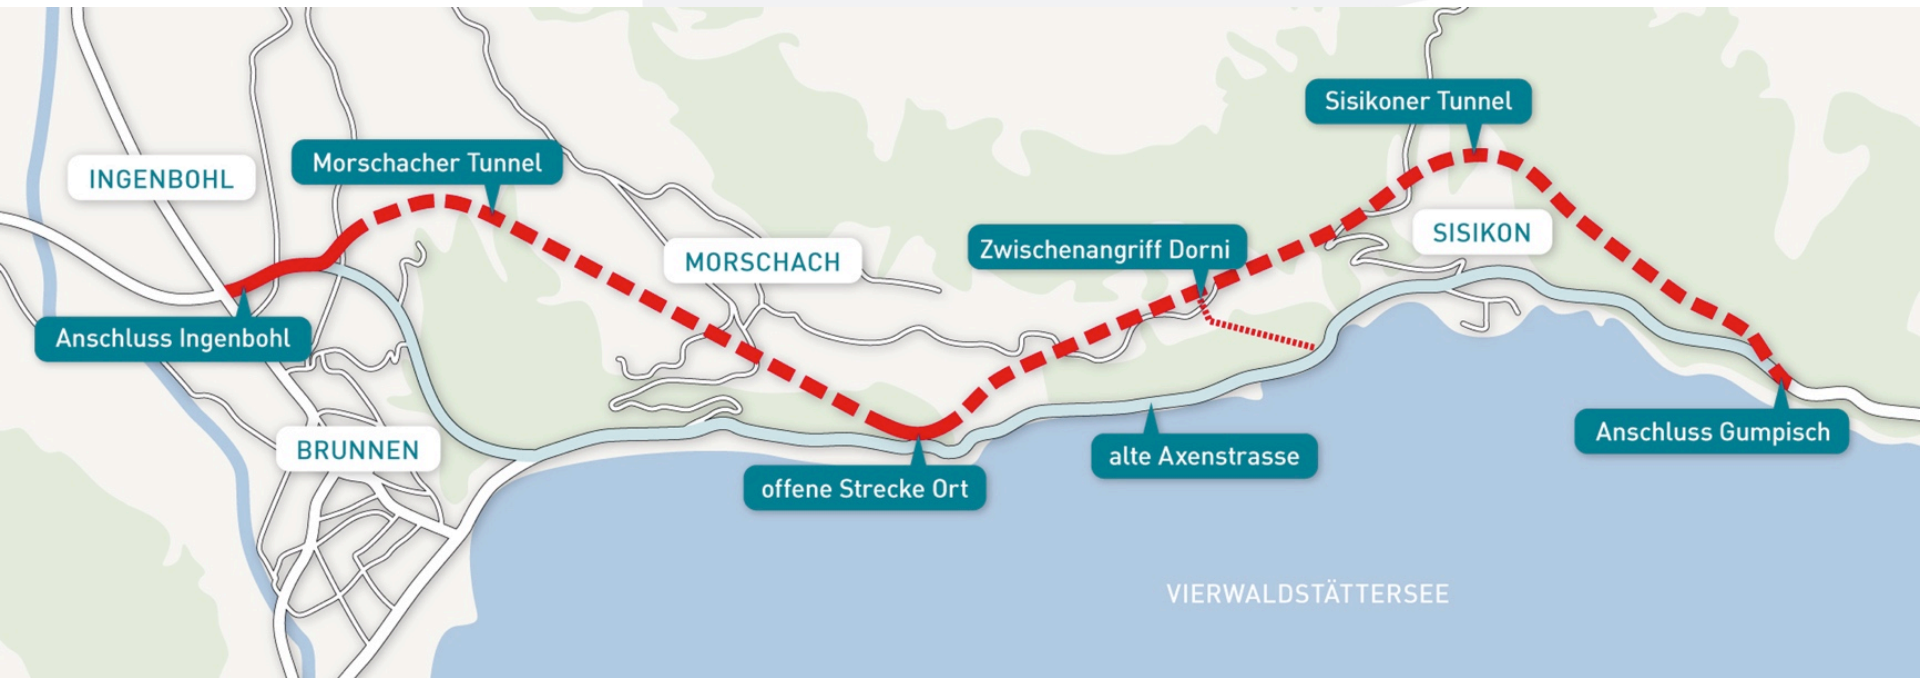 Sisikoner Tunnel
Morschacher Tunnel
INGENBOHL
SISIKON
Zwischenangriff Dorni
MORSCHACH
Anschluss Ingenbohl
Anschluss Gumpisch
BRUNNEN
alte Axenstrasse
offene Strecke Ort
VIERWALDSTÄTTERSEE